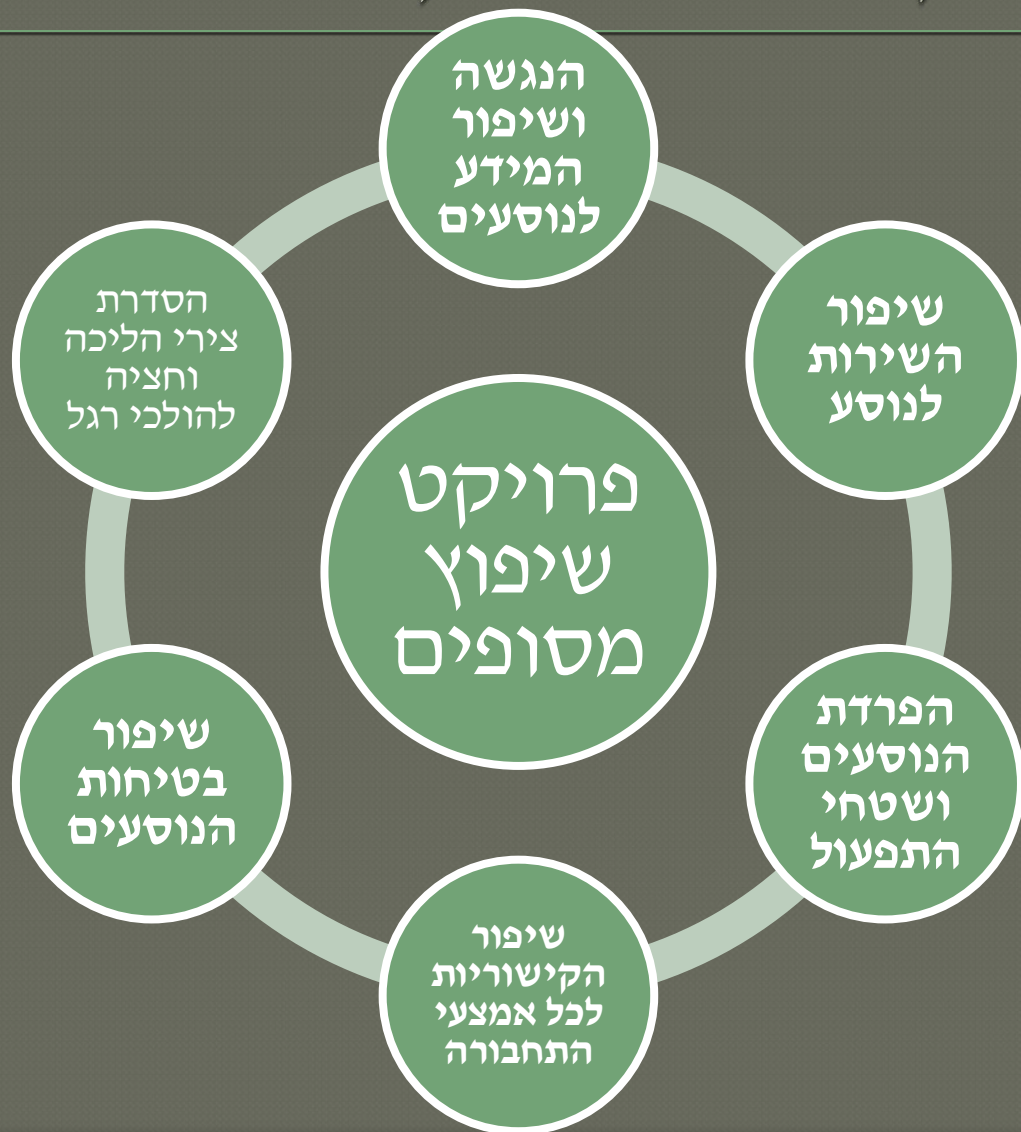 הנגשה
ושיפור
המידע
לנוסעים
שיפור
השירות
לנוסע
הפרדת
הנוסעים
ושטחי
התפעול
שיפור
הקישוריות
לכל אמצעי
התחבורה
שיפור
בטיחות
הנוסעים
הסדרת
צירי הליכה
וחציה
להולכי רגל
פרויקט
שיפוץ
מסופים